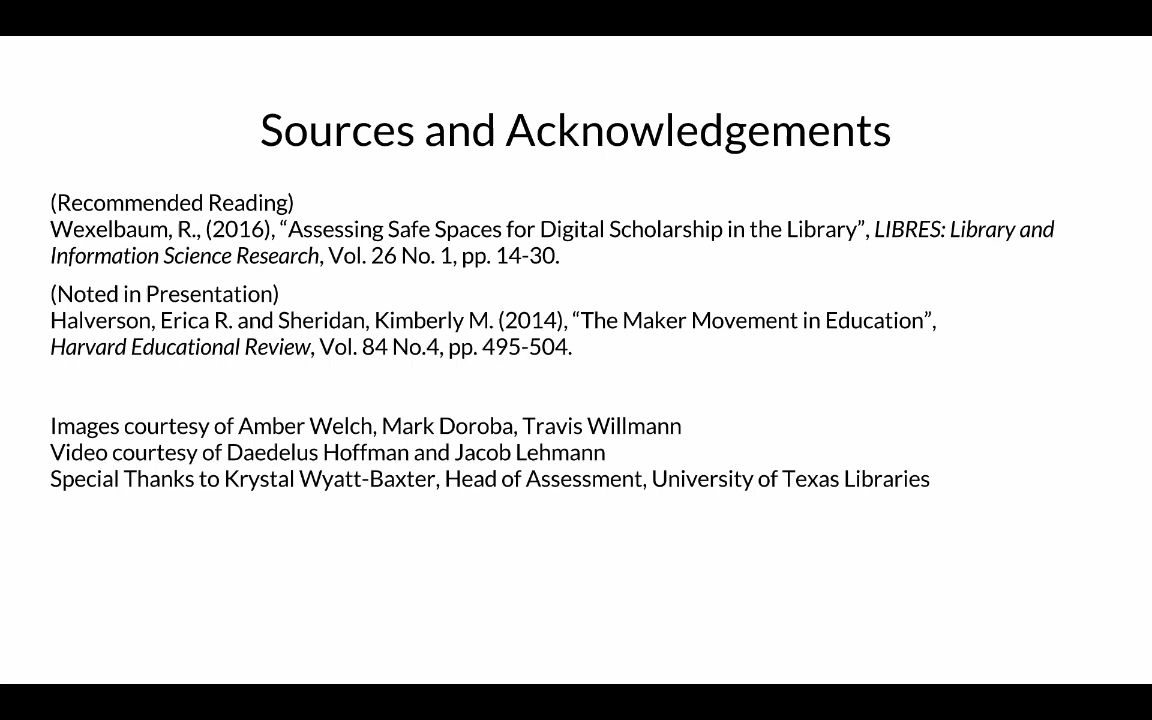 Sources and Acknowledgements
(Recommended Reading)
Wexelbaum, R., (2016), “Assessing Safe Spaces for Digital Scholarship in the Library”, LIBRES: Library and
Information Science Research, Vol. 26 No. 1, pp. 14-30.
(Noted in Presentation)
Halverson, Erica R. and Sheridan, Kimberly M. (2014), “The Maker Movement in Education”,
Harvard Educational Review, Vol. 84 No.4, pp. 495-504.
Images courtesy of Amber Welch, Mark Doroba, Travis Willmann
Video courtesy of Daedelus Hoffman and Jacob Lehmann
Special Thanks to Krystal Wyatt-Baxter, Head of Assessment, University of Texas Libraries